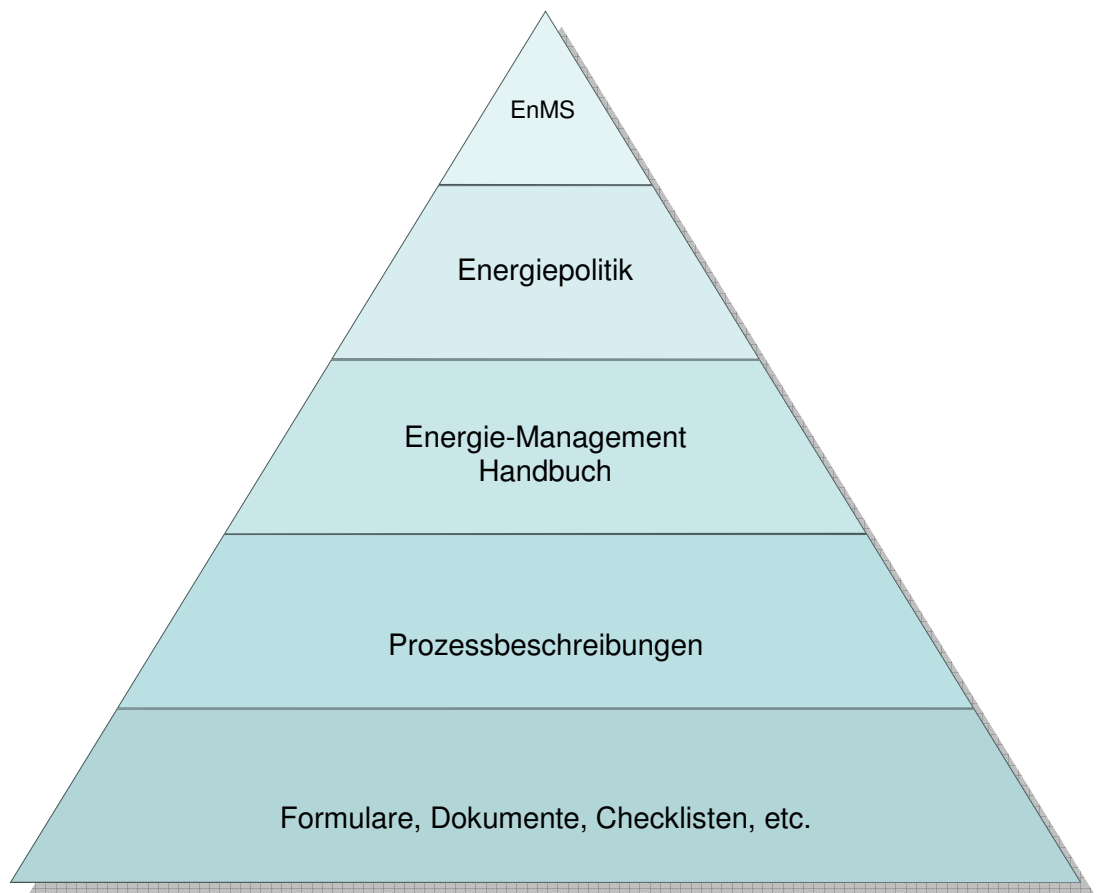 EnMS
Energiepolitik
Energie-Management
Handbuch
Prozessbeschreibungen
Formulare, Dokumente, Checklisten, etc.